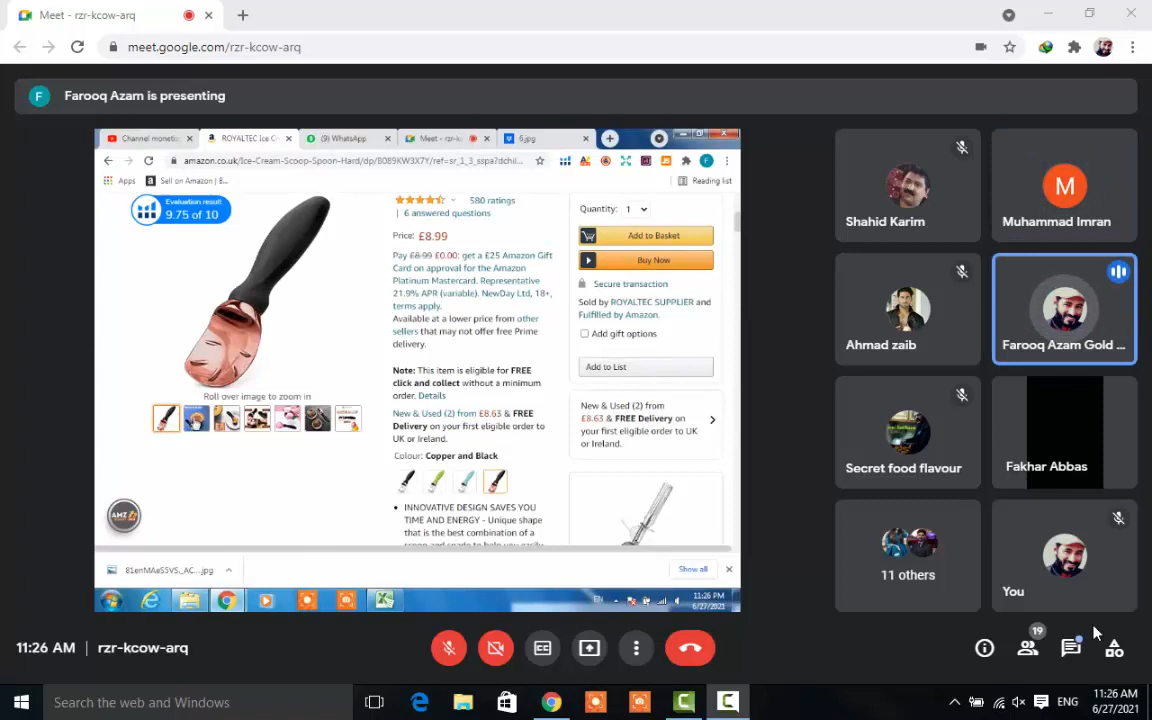 Meet - rzr-kcow-arq
meet.google.com/rzr-kcow-arq
F
Farooq Azam is presenting
Channel monetiz
ROYALTEC Ice C
(9) WhatsApp
Meet - rzr-k
6.jpg
amazon.co.uk/Ice-Cream-Scoop-Spoon-Hard/dp/B089KW3X7Y/ref=sr_1_3_sspa?dchil...
F
Apps
Sell on Amazon | B...
Reading list
Evaluation result:
9.75 of 10
580 ratings
| 6 answered questions
Price: £8.99
Pay £8.99 £0.00: get a £25 Amazon Gift
Card on approval for the Amazon
Platinum Mastercard. Representative
21.9% APR (variable). NewDay Ltd, 18+,
terms apply.
Available at a lower price from other
sellers that may not offer free Prime
delivery.
Note: This item is eligible for FREE
click and collect without a minimum
order. Details
New & Used (2) from £8.63 & FREE
Delivery on your first eligible order to
UK or Ireland.
Colour: Copper and Black
• INNOVATIVE DESIGN SAVES YOU
TIME AND ENERGY - Unique shape
that is the best combination of a
Roll over image to zoom in
AMZ
Quantity: 1
Add to Basket
Buy Now
Secure transaction
Sold by ROYALTEC SUPPLIER and
Fulfilled by Amazon.
Add gift options
Add to List
New & Used (2) from
£8.63 & FREE Delivery on
your first eligible order to UK
or Ireland.
81enMAeSSVS._AC....jpg
Show all
EN
11:26 PM
6/27/2021
Shahid Karim
M
Muhammad Imran
Ahmad zaib
Farooq Azam Gold ...
Secret food flavour
Fakhar Abbas
11 others
You
11:26 AM | rzr-kcow-arq
19
Search the web and Windows
ENG
11:26 AM
6/27/2021